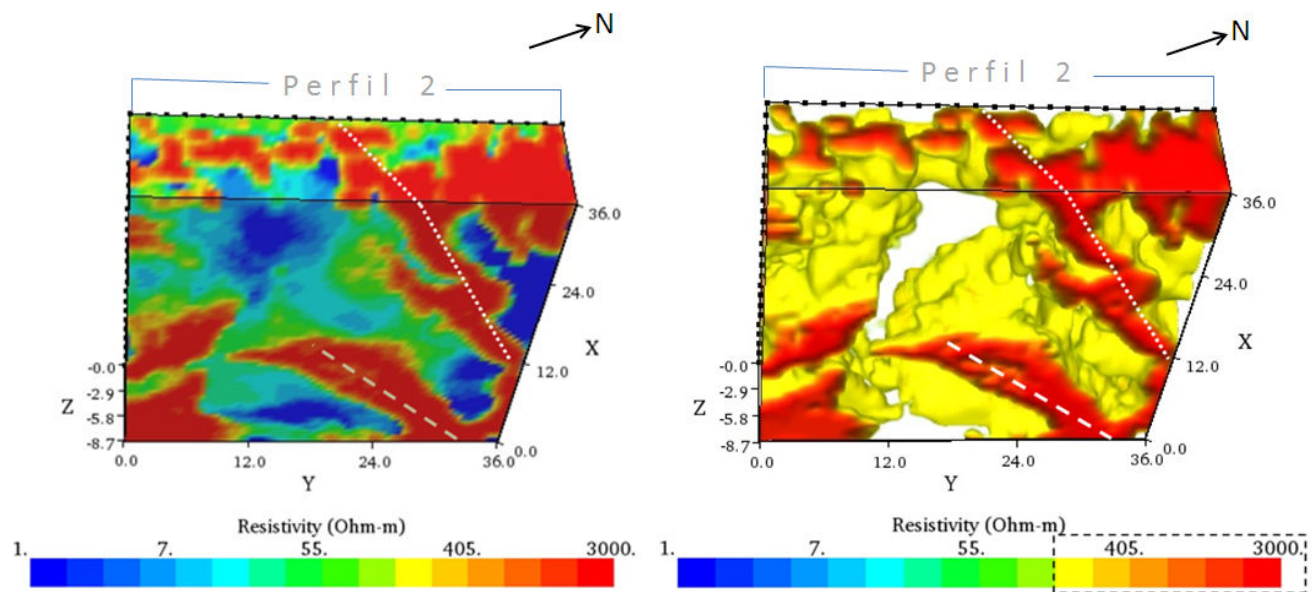 N
Perfil 2
36.0
24.0
X
12.0
-0.0
-2.9
Z
-5.8
-8.7
0.0
12.0
24.0
36.0
0.0
Y
Resistivity (Ohm-m)
1. 7. 55. 405. 3000.
N
Perfil 2
36.0
24.0
X
12.0
-0.0
-2.9
Z
-5.8
-8.7
0.0
12.0
24.0
36.0
0.0
Y
Resistivity (Ohm-m)
1. 7. 55. 405. 3000.